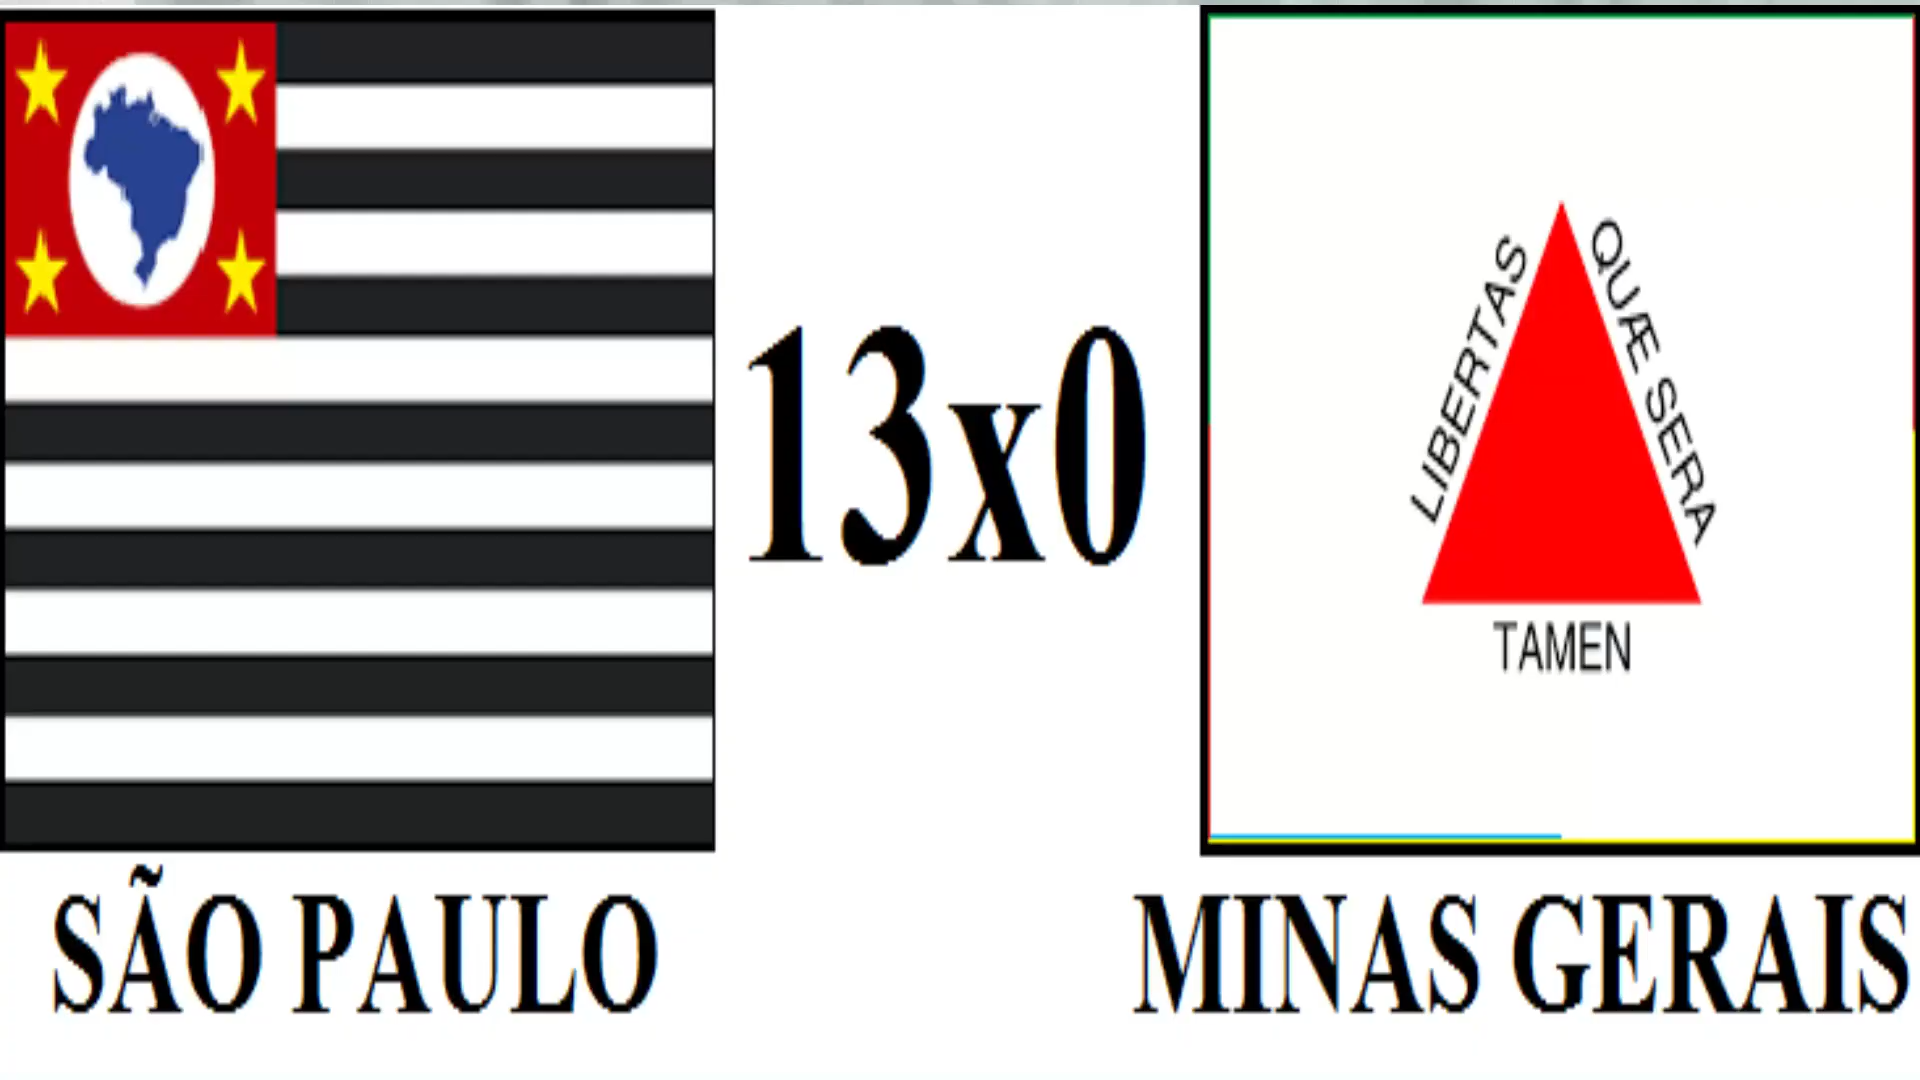 13x0
LIBERTAS
QUÆ SERA
TAMEN
SÃO PAULO
MINAS GERAIS